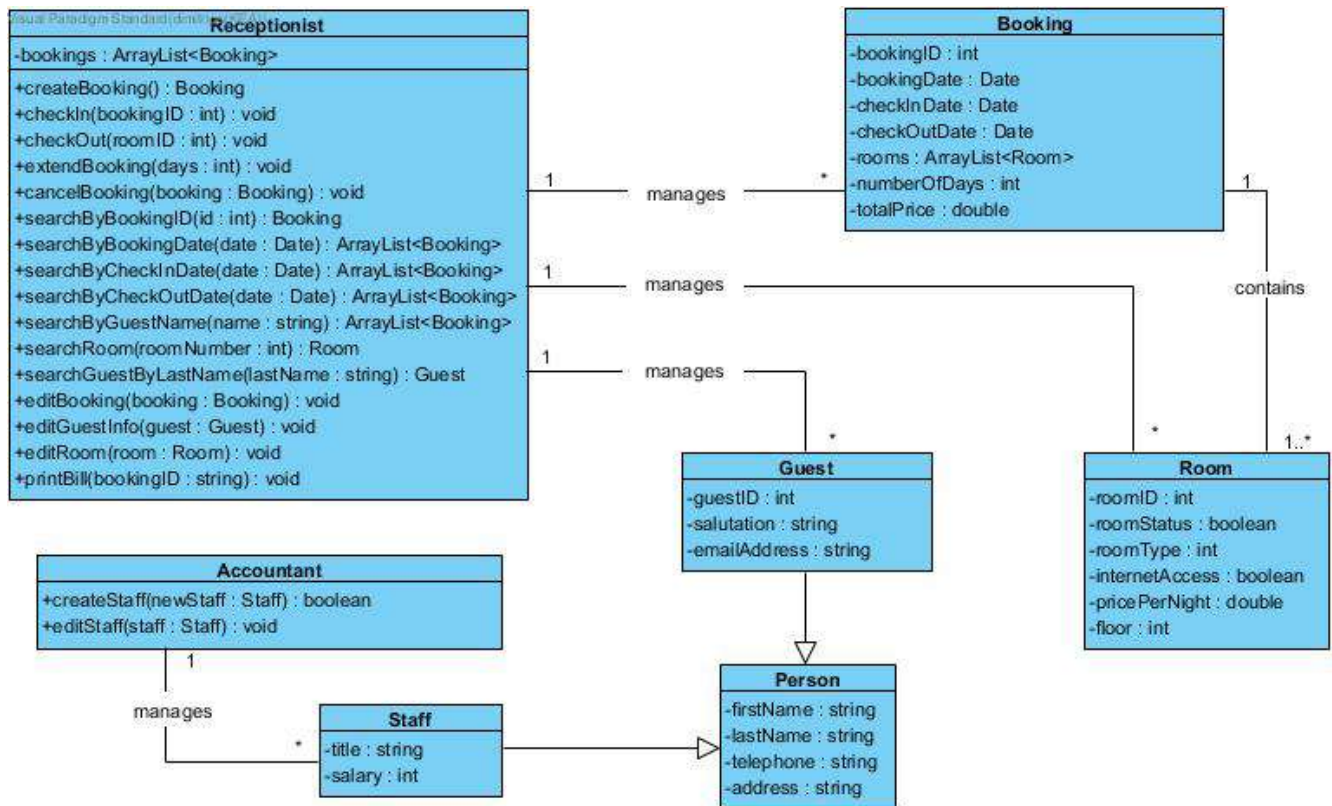 Visual Paradigm Standard
Receptionist
-bookings : ArrayList<Booking>
+createBooking() : Booking
+checkIn(bookingID : int) : void
+checkOut(roomID : int) : void
+extendBooking(days : int) : void
+cancelBooking(booking : Booking) : void
+searchByBookingID(id : int) : Booking
+searchByBookingDate(date : Date) : ArrayList<Booking>
+searchByCheckInDate(date : Date) : ArrayList<Booking>
+searchByCheckOutDate(date : Date) : ArrayList<Booking>
+searchByGuestName(name : string) : ArrayList<Booking>
+searchRoom(roomNumber : int) : Room
+searchGuestByLastName(lastName : string) : Guest
+editBooking(booking : Booking) : void
+editGuestInfo(guest : Guest) : void
+editRoom(room : Room) : void
+printBill(bookingID : string) : void
1
manages
*
1
manages
*
1
manages
*
Booking
-bookingID : int
-bookingDate : Date
-checkInDate : Date
-checkOutDate : Date
-rooms : ArrayList<Room>
-numberOfDays : int
-totalPrice : double
1
contains
1..*
Guest
-guestID : int
-salutation : string
-emailAddress : string
Room
-roomID : int
-roomStatus : boolean
-roomType : int
-internetAccess : boolean
-pricePerNight : double
-floor : int
Accountant
+createStaff(newStaff : Staff) : boolean
+editStaff(staff : Staff) : void
1
manages
*
Staff
-title : string
-salary : int
Person
-firstName : string
-lastName : string
-telephone : string
-address : string